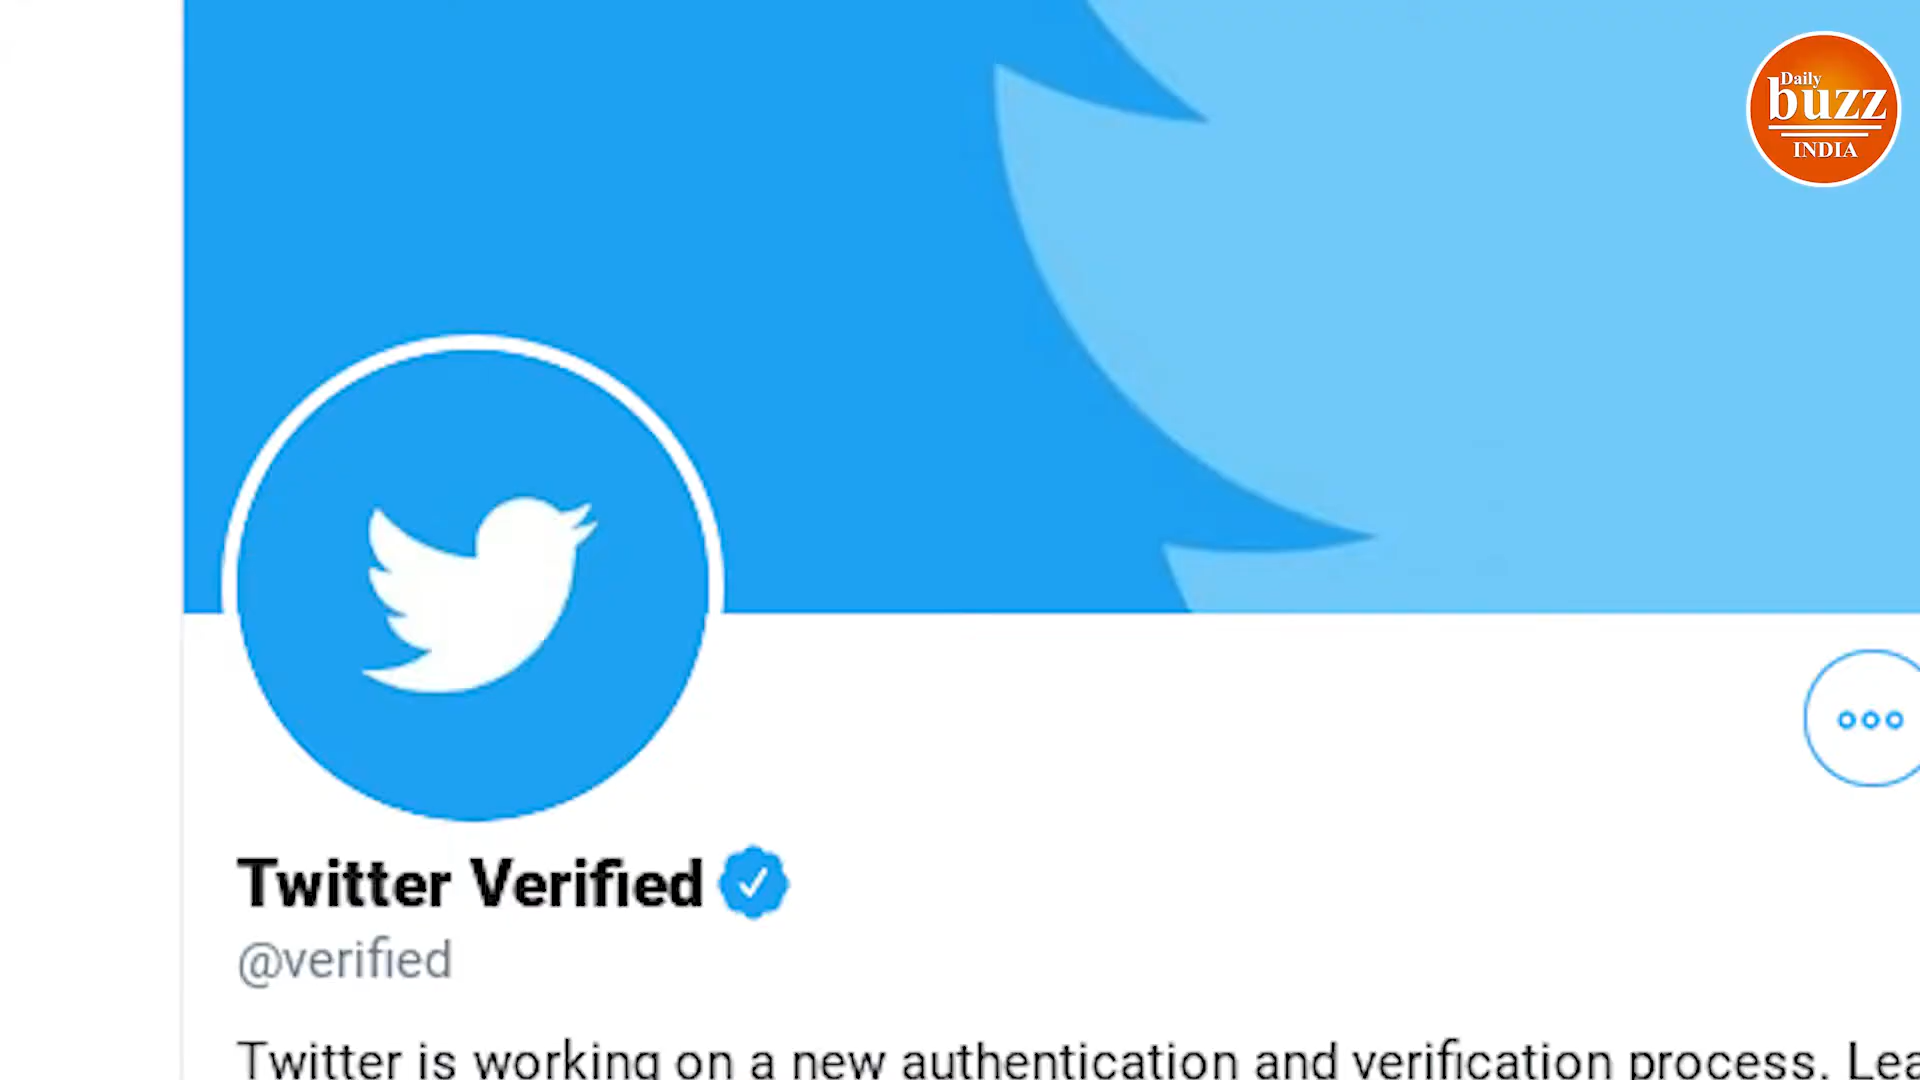 Daily
buzz
INDIA
Twitter Verified
@verified
Twitter is working on a new authentication and verification process.